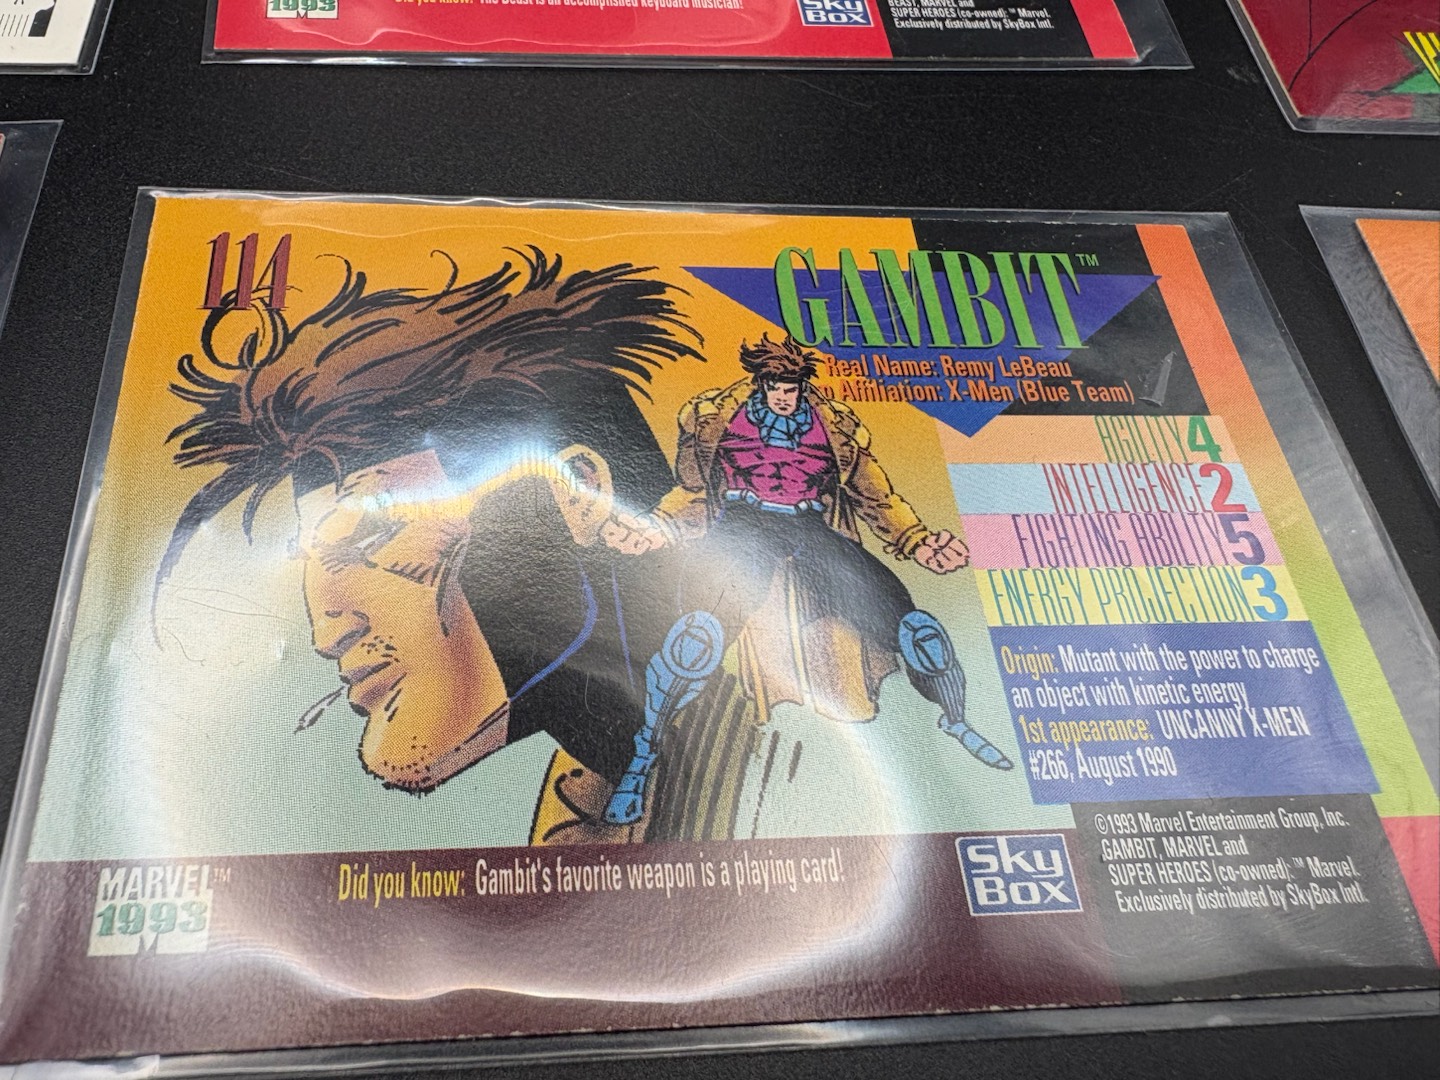 1993
Did you know: The Beast is an accomplished keyboard musician!
Sky
BOX
BEAST, MARVEL and
SUPER HEROES (co-owned): ™ Marvel.
Exclusively distributed by SkyBox Intl.
114
GAMBIT™
Real Name: Remy LeBeau
Affiliation: X-Men (Blue Team)
AGILITY 4
INTELLIGENCE 2
FIGHTING ABILITY 5
ENERGY PROJECTION 3
Origin: Mutant with the power to charge
an object with kinetic energy
1st appearance: UNCANNY X-MEN
#266, August 1990
©1993 Marvel Entertainment Group, Inc.
GAMBIT, MARVEL and
SUPER HEROES (co-owned): ™ Marvel.
Exclusively distributed by SkyBox Intl.
Sky
BOX
Did you know: Gambit's favorite weapon is a playing card!
MARVEL™
1993